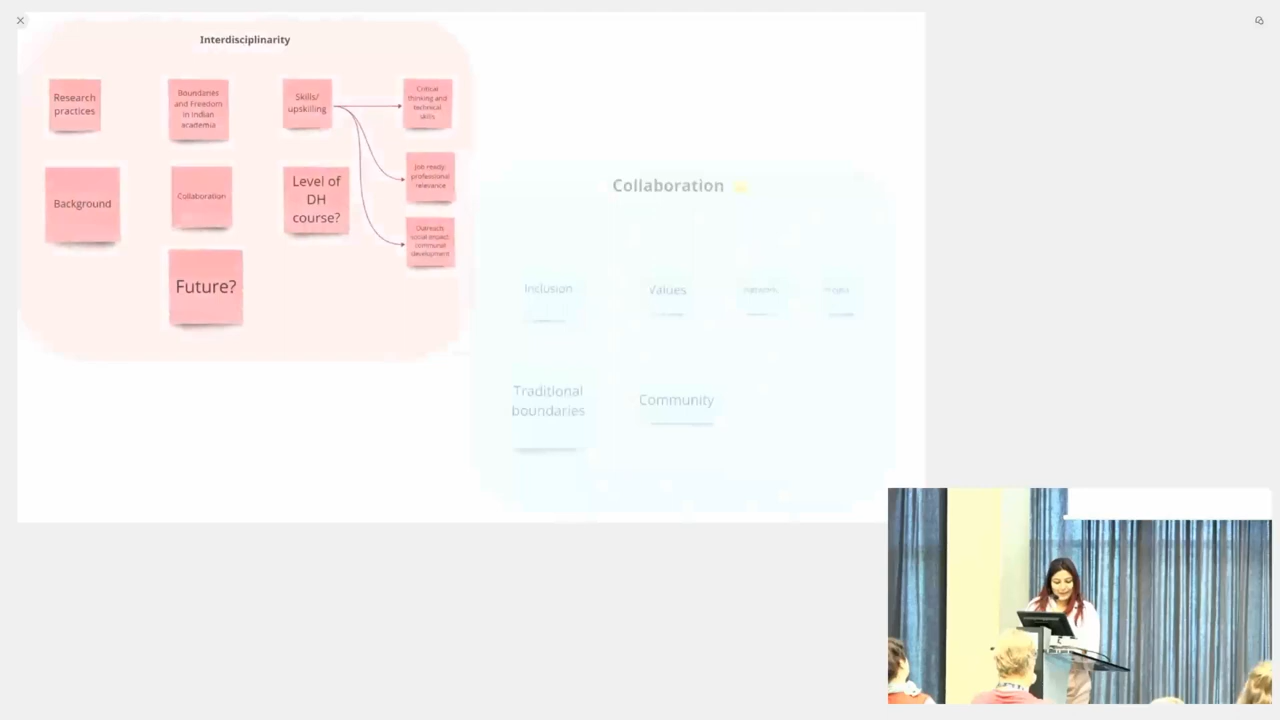 Interdisciplinarity
Research
practices
Boundaries
and Freedom
in Indian
academia
Skills/
upskilling
Critical
thinking and
technical
skills
Background
Collaboration
Level of
DH
course?
Job ready:
professional
relevance
Outreach:
social impact,
communal
development
Future?
Collaboration
Inclusion
Values
Traditional
boundaries
Community